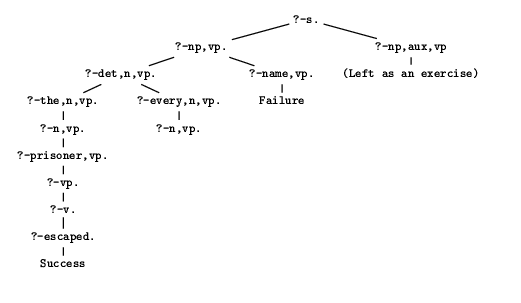 ?-s.
?-np,vp. ?-np,aux,vp
?-det,n,vp. ?-name,vp. (Left as an exercise)
?-the,n,vp. ?-every,n,vp. Failure
?-n,vp. ?-n,vp.
?-prisoner,vp.
?-vp.
?-v.
?-escaped.
Success